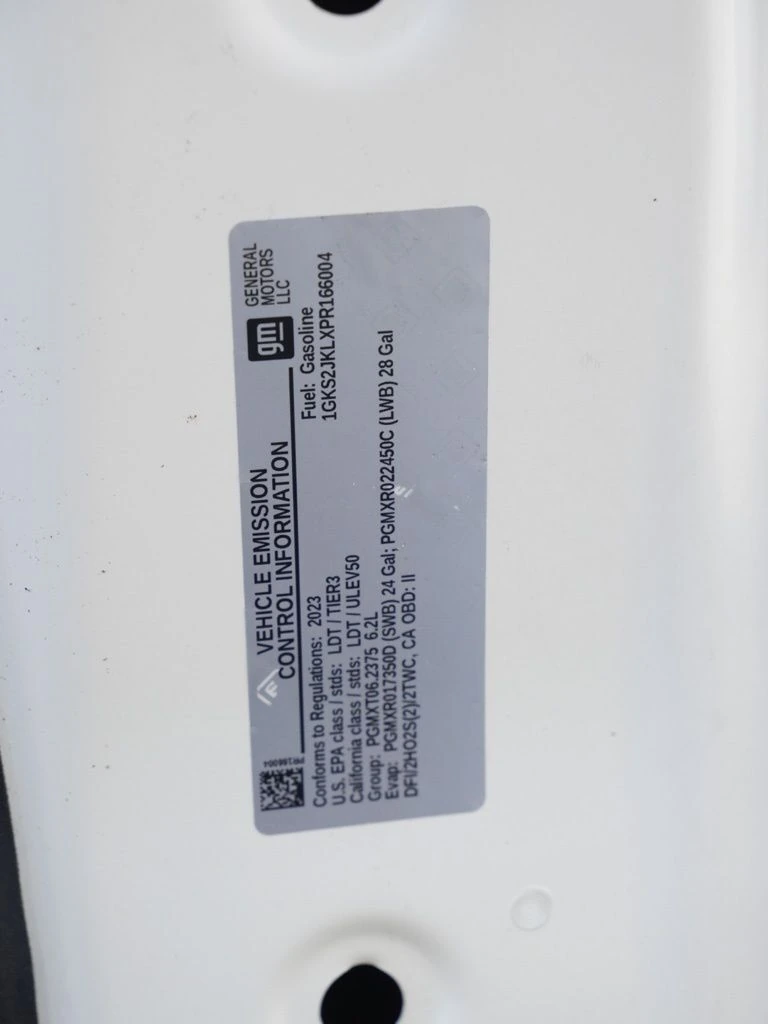 VEHICLE EMISSION
CONTROL INFORMATION
gm
GENERAL
MOTORS
LLC
PR166004
Fuel: Gasoline
1GKS2JKLXPR166004
Conforms to Regulations: 2023
U.S. EPA class / stds: LDT / TIER3
California class / stds: LDT / ULEV50
Group: PGMXT06.2375 6.2L
Evap: PGMXR017350D (SWB) 24 Gal; PGMXR022450C (LWB) 28 Gal
DFI/2HO2S(2)/2TWC, CA OBD: II